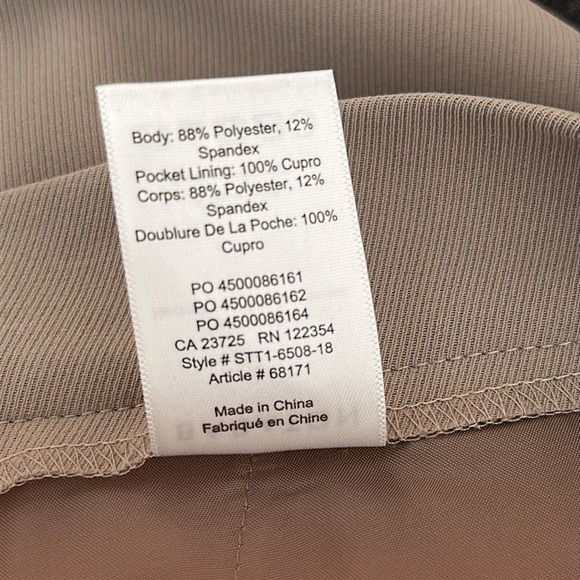 Body: 88% Polyester, 12%
Spandex
Pocket Lining: 100% Cupro
Corps: 88% Polyester, 12%
Spandex
Doublure De La Poche: 100%
Cupro
PO 4500086161
PO 4500086162
PO 4500086164
CA 23725 RN 122354
Style # STT1-6508-18
Article # 68171
Made in China
Fabriqué en Chine